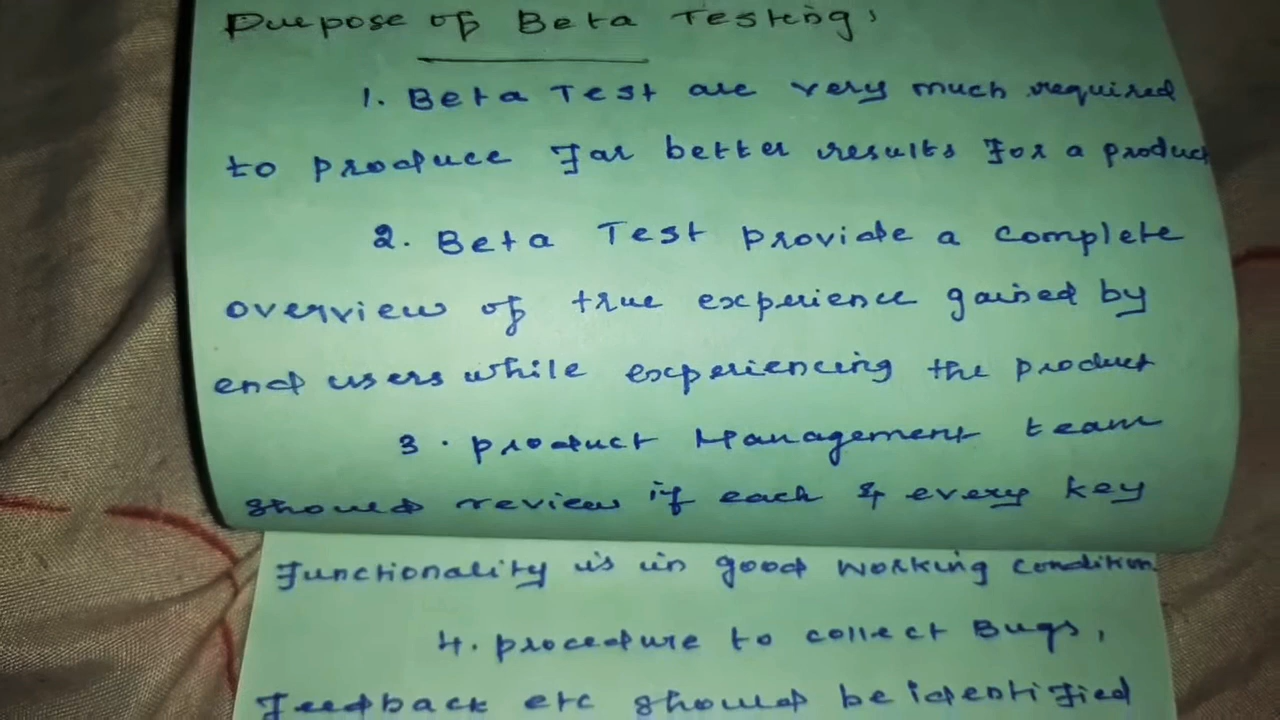 Purpose of Beta Testing,
1. Beta Test are very much required
to produce far better results for a product
2. Beta Test provide a complete
overview of true experience gained by
end users while experiencing the product
3. product Management team
should review if each & every key
functionality is in good working condition.
4. procedure to collect Bugs,
feedback etc should be identified